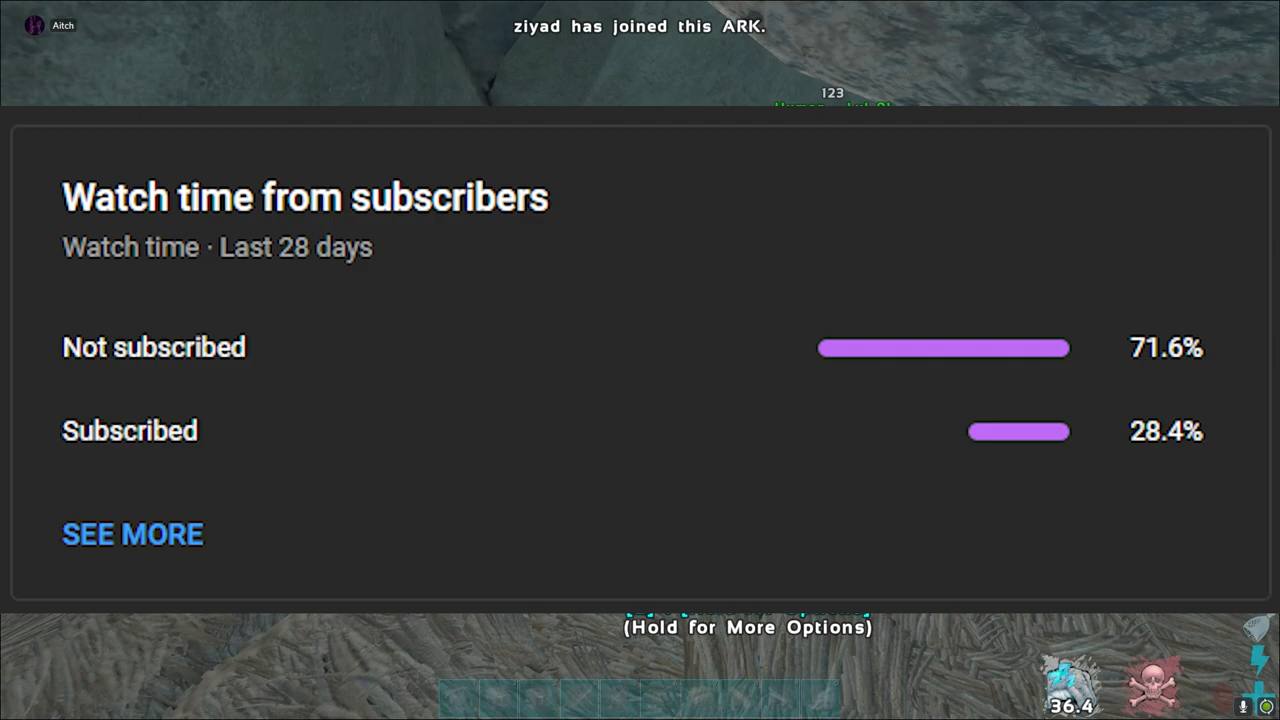 Aitch
ziyad has joined this ARK.
123
Watch time from subscribers
Watch time · Last 28 days
Not subscribed
71.6%
Subscribed
28.4%
SEE MORE
(Hold for More Options)
36.4